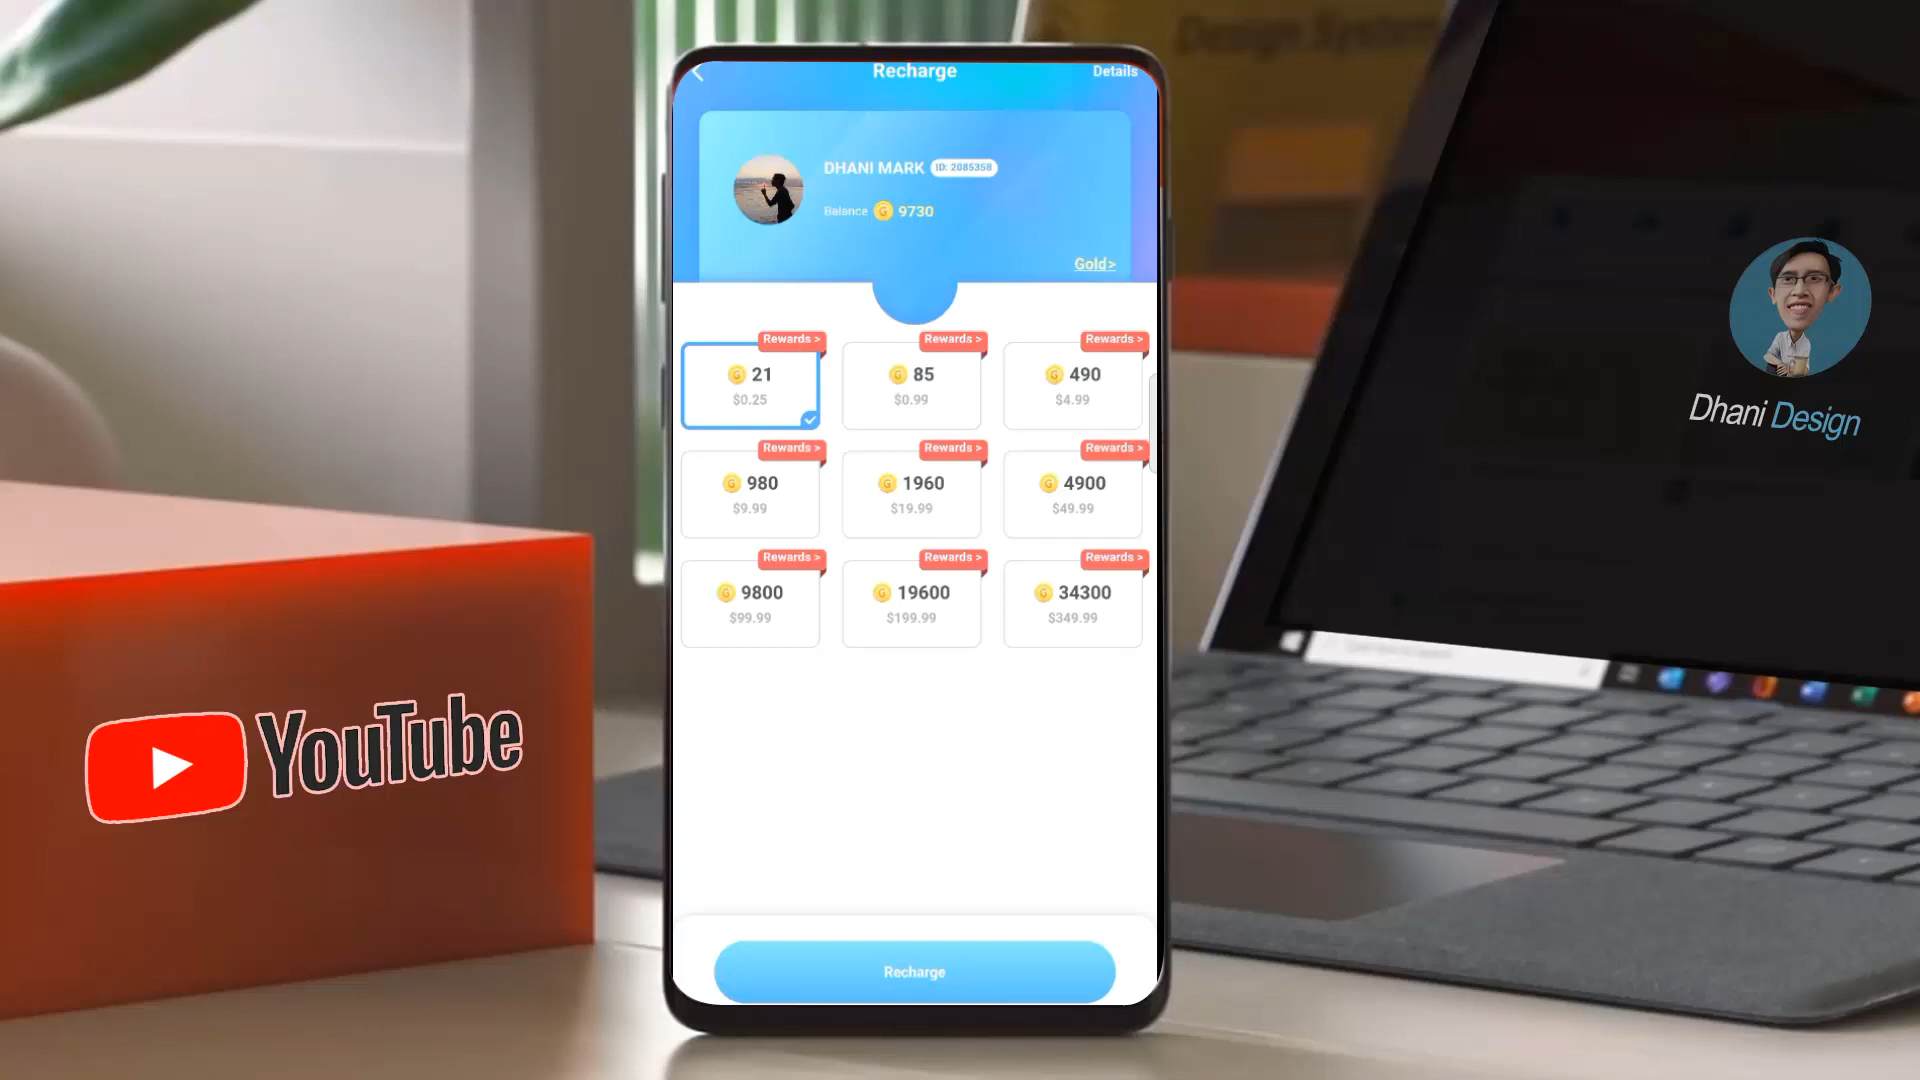 Design System
Recharge
Details
DHANI MARK
ID: 2085358
Balance
9730
Gold>
Rewards >
21
$0.25
Rewards >
85
$0.99
Rewards >
490
$4.99
Rewards >
980
$9.99
Rewards >
1960
$19.99
Rewards >
4900
$49.99
Rewards >
9800
$99.99
Rewards >
19600
$199.99
Rewards >
34300
$349.99
Recharge
YouTube
Dhani Design